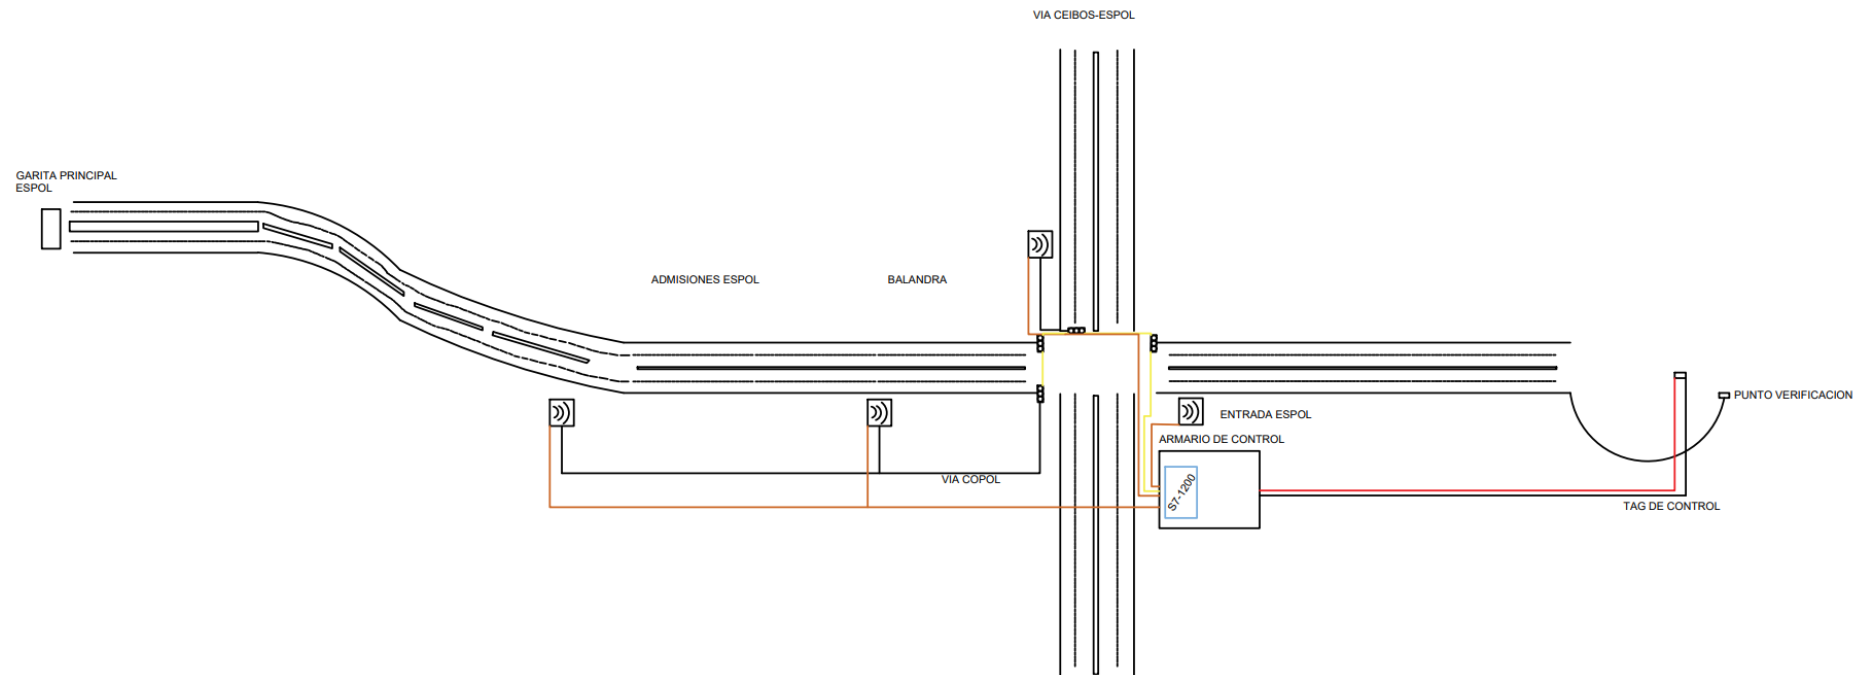 VIA CEIBOS-ESPOL
GARITA PRINCIPAL
ESPOL
ADMISIONES ESPOL
BALANDRA
PUNTO VERIFICACION
ENTRADA ESPOL
ARMARIO DE CONTROL
VIA COPOL
S7-1200
TAG DE CONTROL